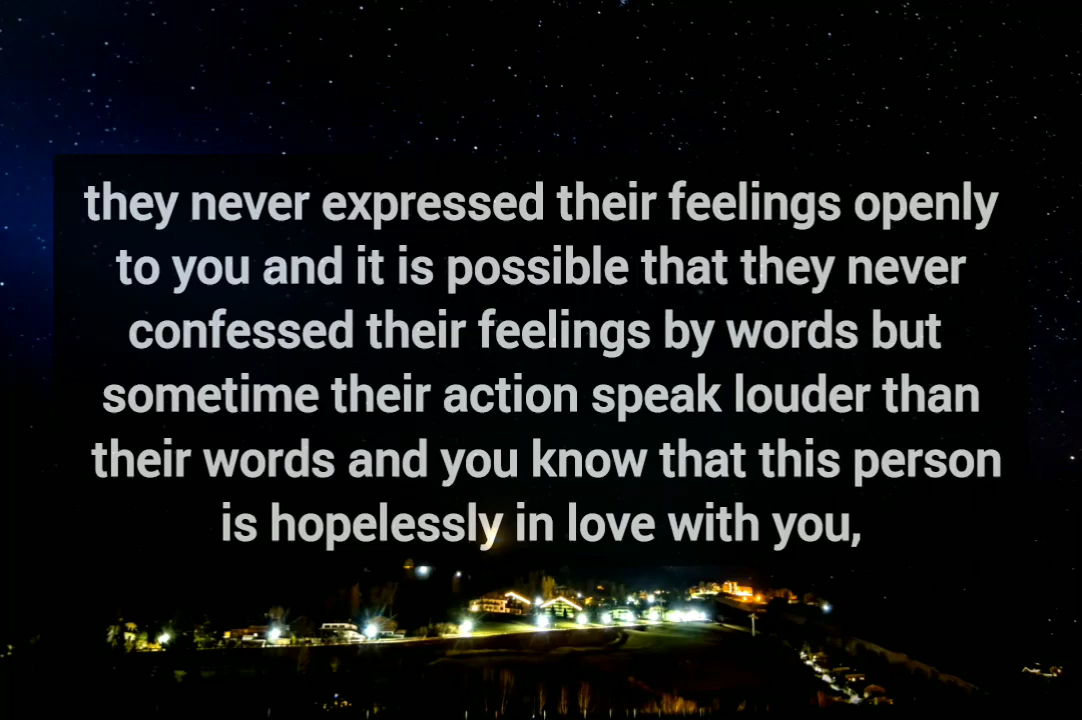 they never expressed their feelings openly
to you and it is possible that they never
confessed their feelings by words but
sometime their action speak louder than
their words and you know that this person
is hopelessly in love with you,